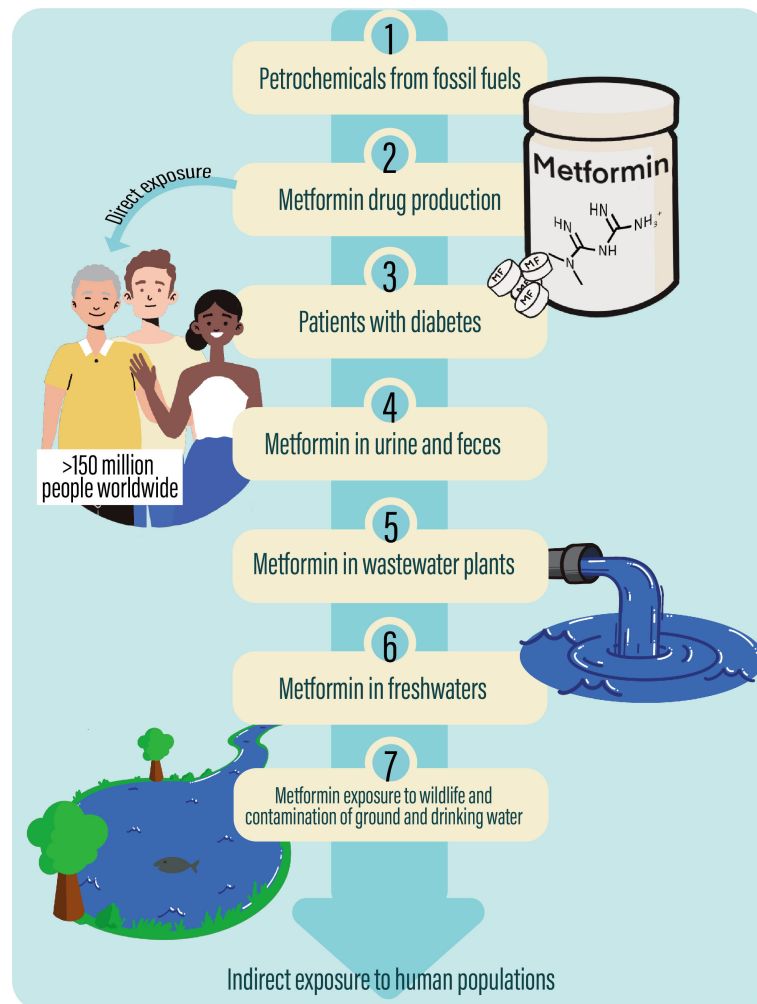 1
Petrochemicals from fossil fuels
Metformin
HN
HN
NH₃⁺
NH
N
MF
MF
MF
MF
2
Metformin drug production
Direct exposure
3
Patients with diabetes
>150 million
people worldwide
4
Metformin in urine and feces
5
Metformin in wastewater plants
6
Metformin in freshwaters
7
Metformin exposure to wildlife and
contamination of ground and drinking water
Indirect exposure to human populations